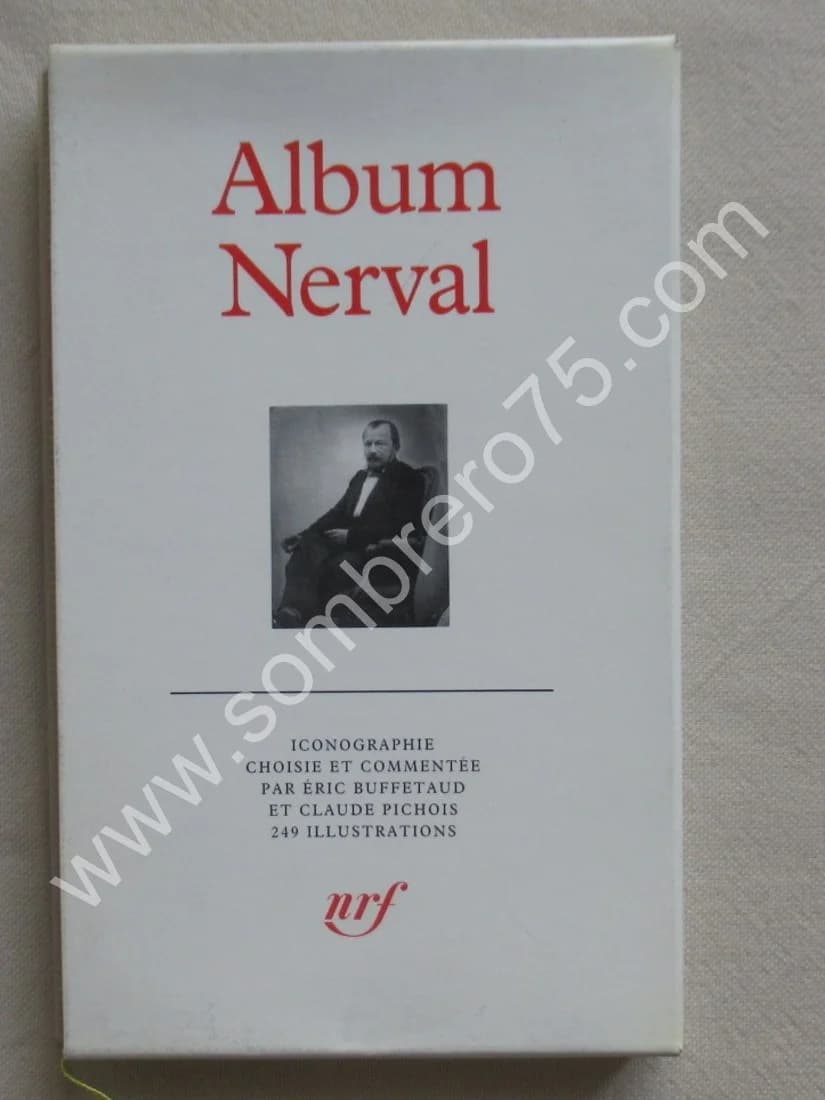 Album
Nerval
ICONOGRAPHIE
CHOISIE ET COMMENTÉE
PAR ÉRIC BUFFETAUD
ET CLAUDE PICHOIS
249 ILLUSTRATIONS
nrf
www.sombrero75.com